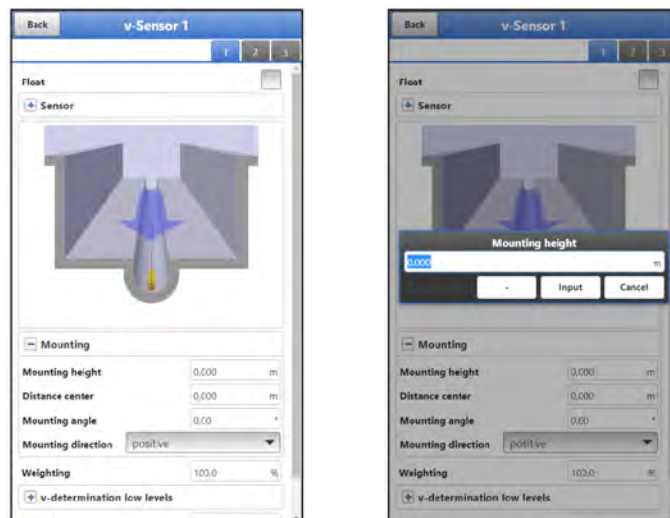 Back v-Sensor 1
1 2 3
Float
+ Sensor
- Mounting
Mounting height 0,000 m
Distance center 0,000 m
Mounting angle 0,00 °
Mounting direction positive
Weighting 100,0 %
+ v-determination low levels
Back v-Sensor 1
1 2 3
Float
+ Sensor
Mounting height
0,000 m
- Input Cancel
- Mounting
Mounting height 0,000 m
Distance center 0,000 m
Mounting angle 0,00 °
Mounting direction positive
Weighting 100,0 %
+ v-determination low levels